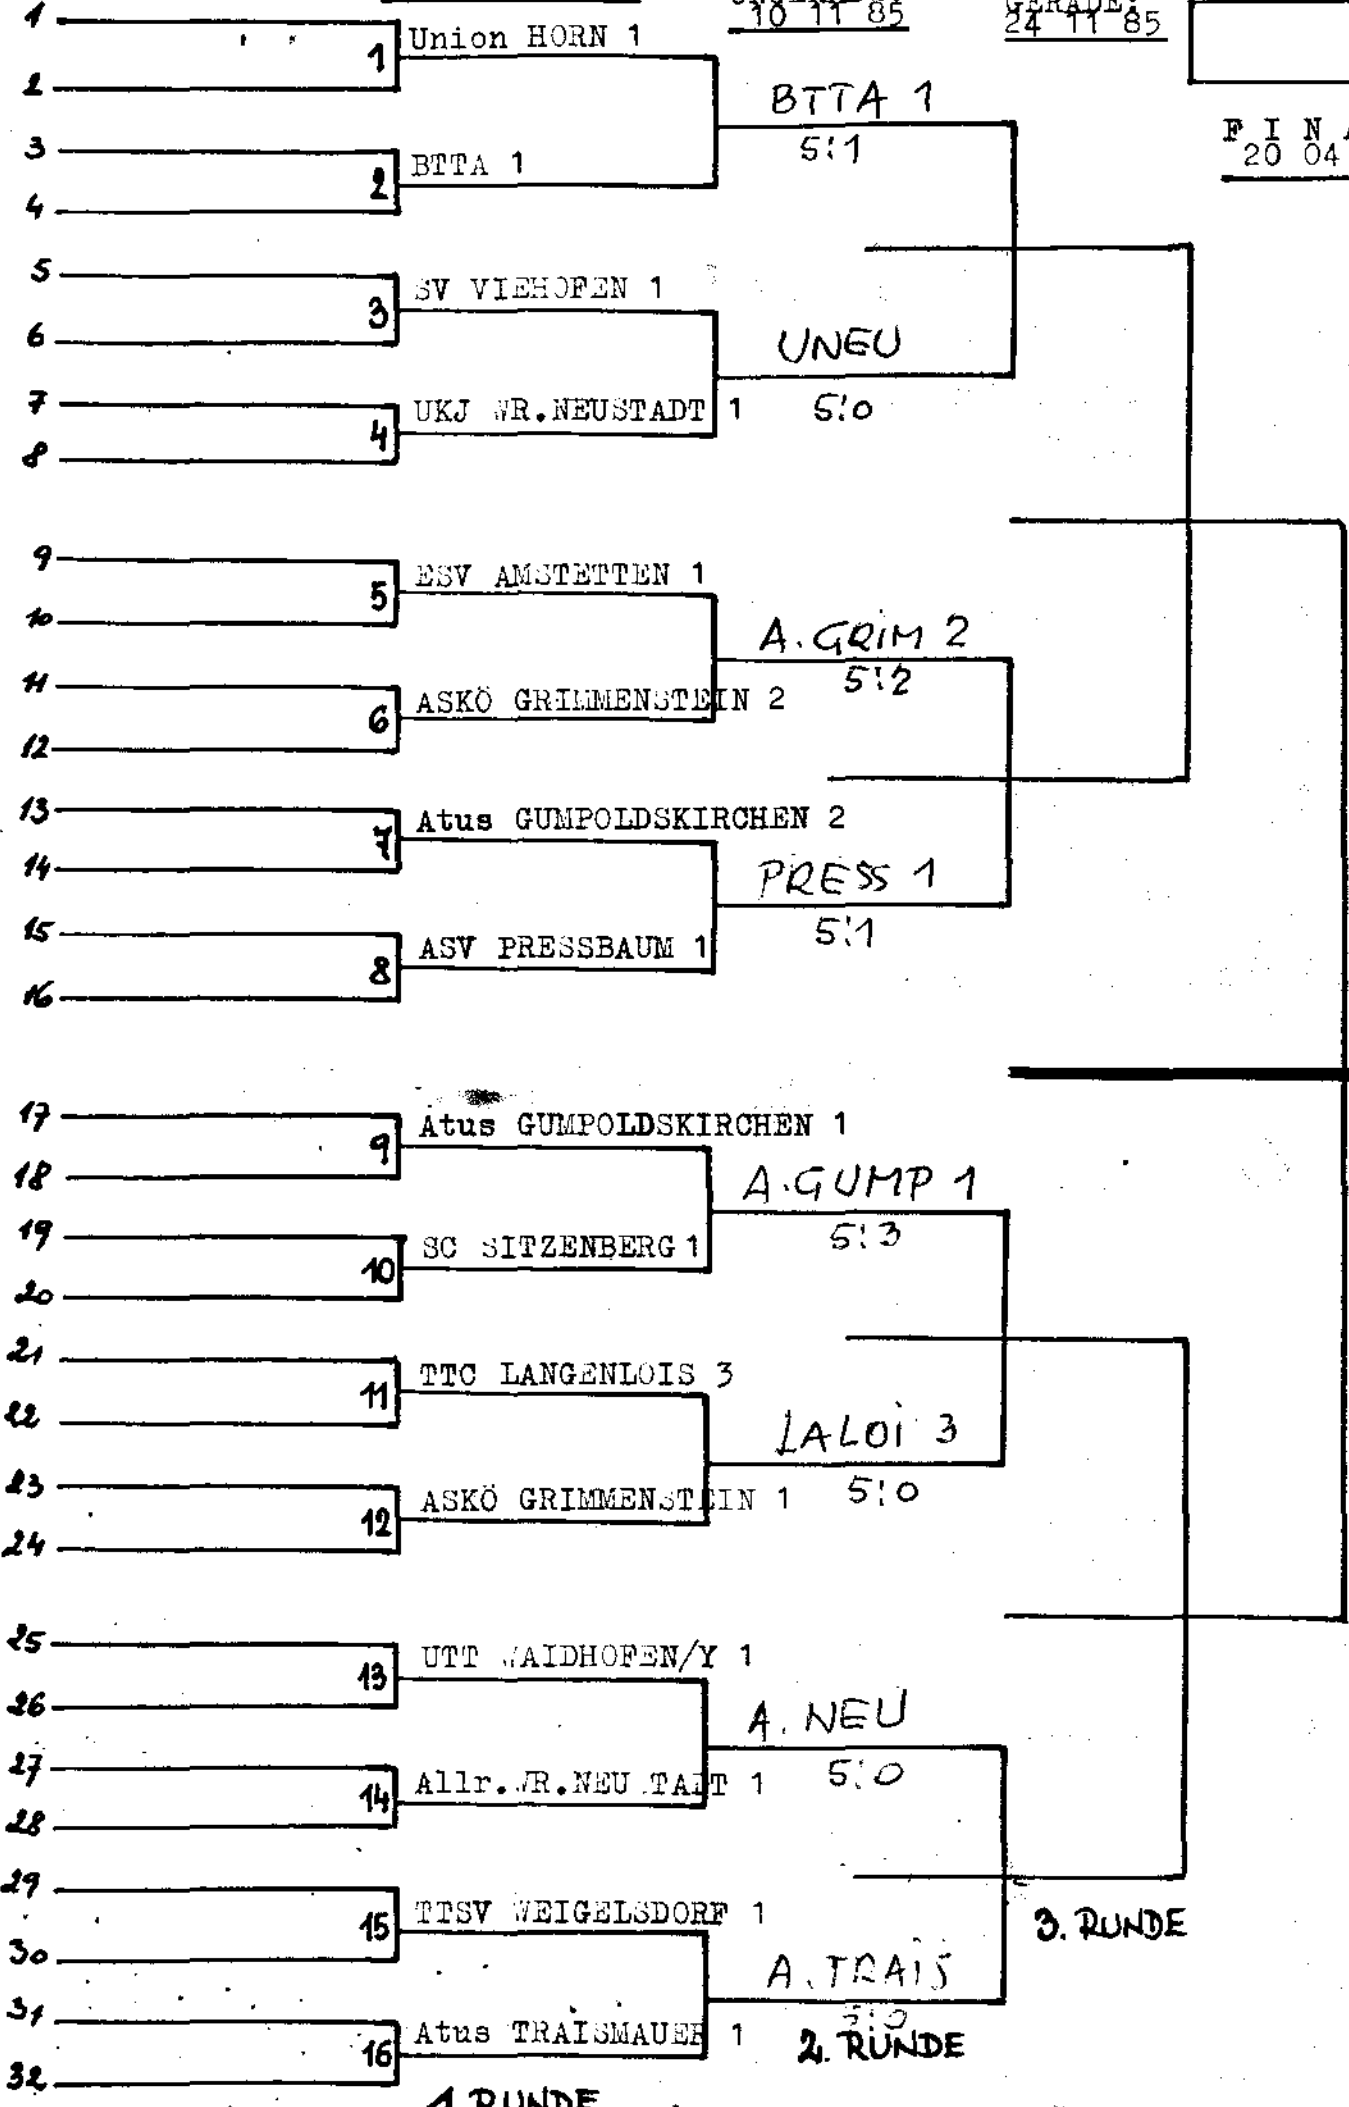 10 11 85
GERADE:
24 11 85
1
Union HORN 1
1
2
BTTA 1
5:1
F I N
20 04
3
BTTA 1
2
4
5
SV VIEHOFEN 1
3
6
UNEU
5:0
7
UKJ WR.NEUSTADT 1
4
8
9
ESV AMSTETTEN 1
5
10
A. GRIM 2
5:2
11
ASKÖ GRIMMENSTEIN 2
6
12
13
Atus GUMPOLDSKIRCHEN 2
7
14
PRESS 1
5:1
15
ASV PRESSBAUM 1
8
16
17
Atus GUMPOLDSKIRCHEN 1
9
18
A.GUMP 1
5:3
19
SC SITZENBERG 1
10
20
21
TTC LANGENLOIS 3
11
22
LALOI 3
5:0
23
ASKÖ GRIMMENSTEIN 1
12
24
25
UTT WAIDHOFEN/Y 1
13
26
A. NEU
5:0
27
Allr.WR.NEUSTADT 1
14
28
29
TTSV WEIGELSDORF 1
15
30
3. RUNDE
A. TRAIS
5:0
31
Atus TRAISMAUER 1
16
2. RUNDE
32
1. RUNDE